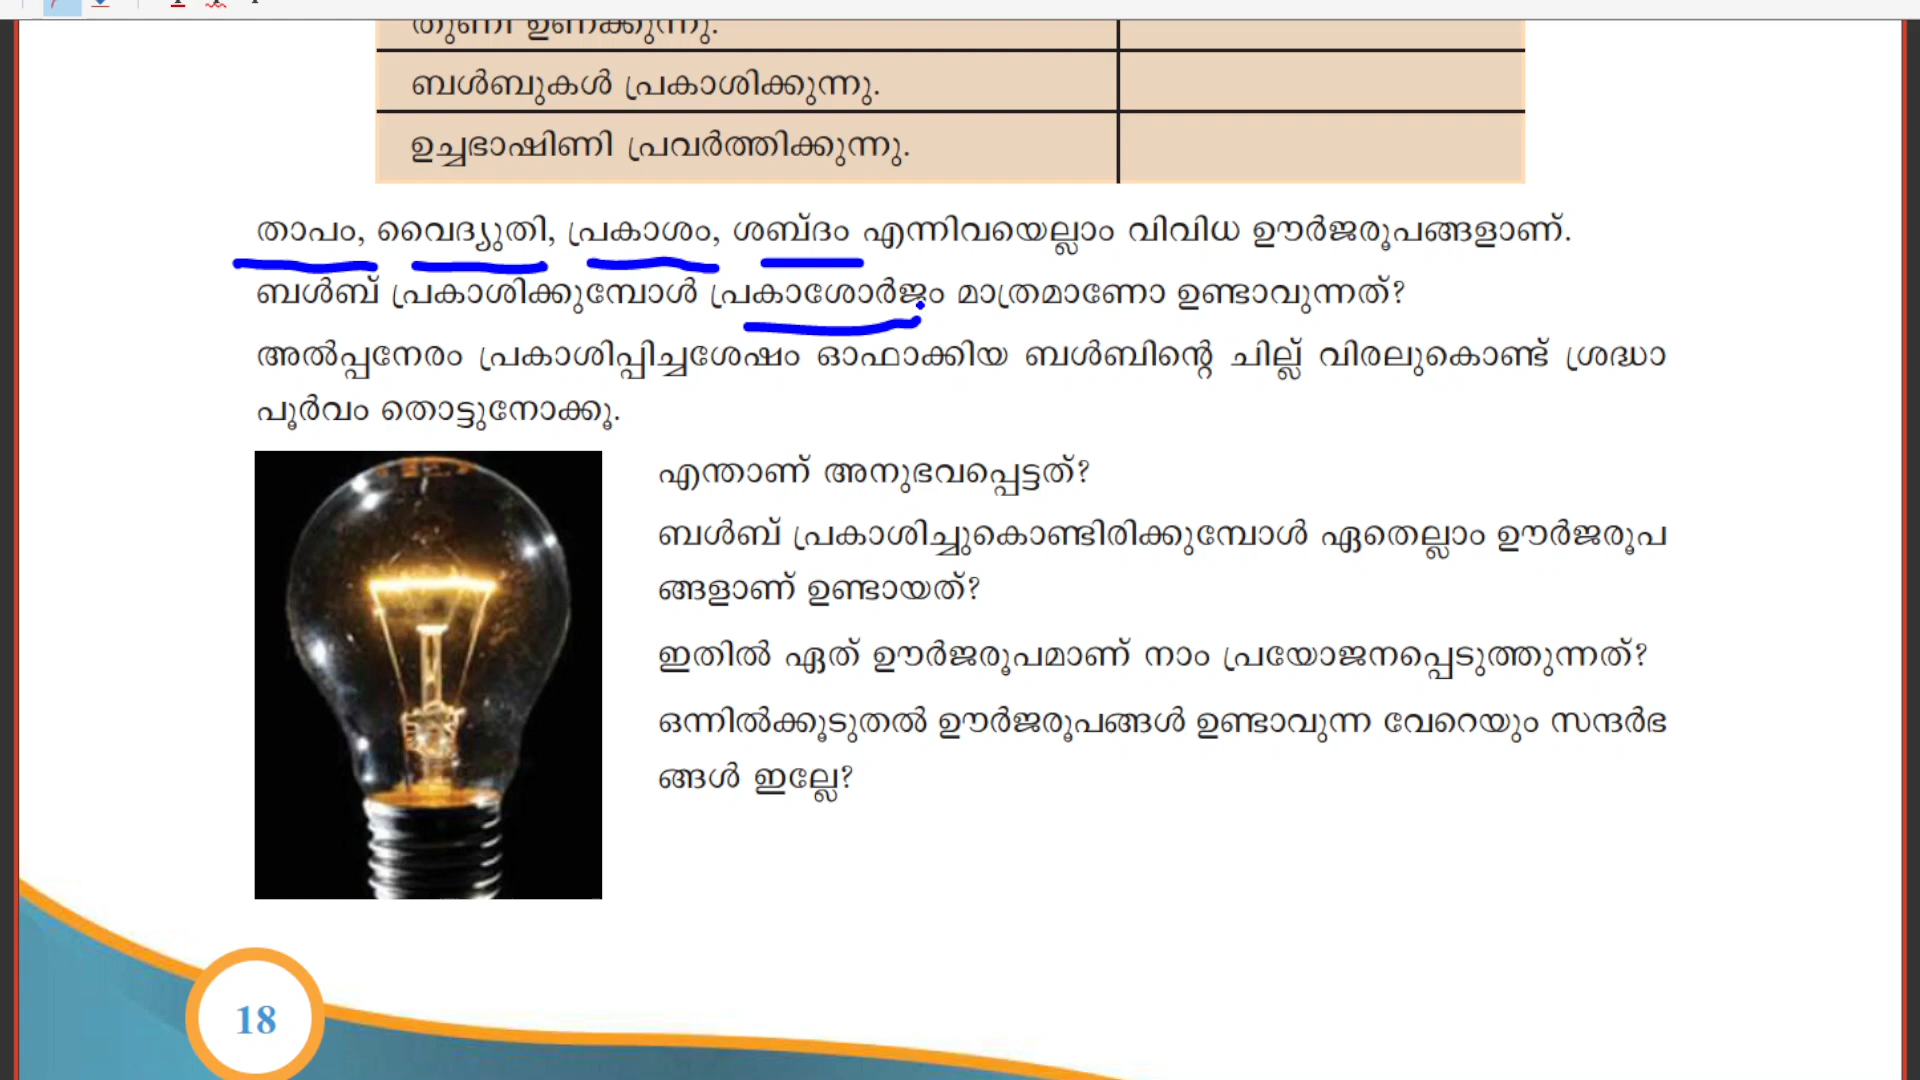 തുണി ഉണക്കുന്നു.
ബൾബുകൾ പ്രകാശിക്കുന്നു.
ഉച്ചഭാഷിണി പ്രവർത്തിക്കുന്നു.
താപം, വൈദ്യുതി, പ്രകാശം, ശബ്ദം എന്നിവയെല്ലാം വിവിധ ഊർജരൂപങ്ങളാണ്.
ബൾബ് പ്രകാശിക്കുമ്പോൾ പ്രകാശോർജം മാത്രമാണോ ഉണ്ടാവുന്നത്?
അൽപ്പനേരം പ്രകാശിപ്പിച്ചശേഷം ഓഫാക്കിയ ബൾബിന്റെ ചില്ല് വിരലുകൊണ്ട് ശ്രദ്ധാ
പൂർവം തൊട്ടുനോക്കൂ.
എന്താണ് അനുഭവപ്പെട്ടത്?
ബൾബ് പ്രകാശിച്ചുകൊണ്ടിരിക്കുമ്പോൾ ഏതെല്ലാം ഊർജരൂപ
ങ്ങളാണ് ഉണ്ടായത്?
ഇതിൽ ഏത് ഊർജരൂപമാണ് നാം പ്രയോജനപ്പെടുത്തുന്നത്?
ഒന്നിൽക്കൂടുതൽ ഊർജരൂപങ്ങൾ ഉണ്ടാവുന്ന വേറെയും സന്ദർഭ
ങ്ങൾ ഇല്ലേ?
18